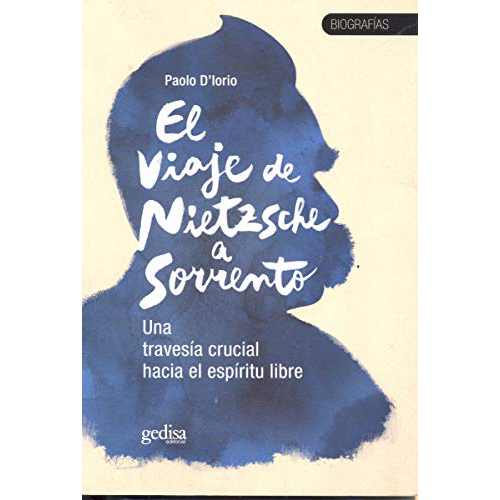 BIOGRAFÍAS
Paolo D'Iorio
El
Viaje de
Nietzsche
a
Sorrento
Una
travesía crucial
hacia el espíritu libre
gedisa
editorial